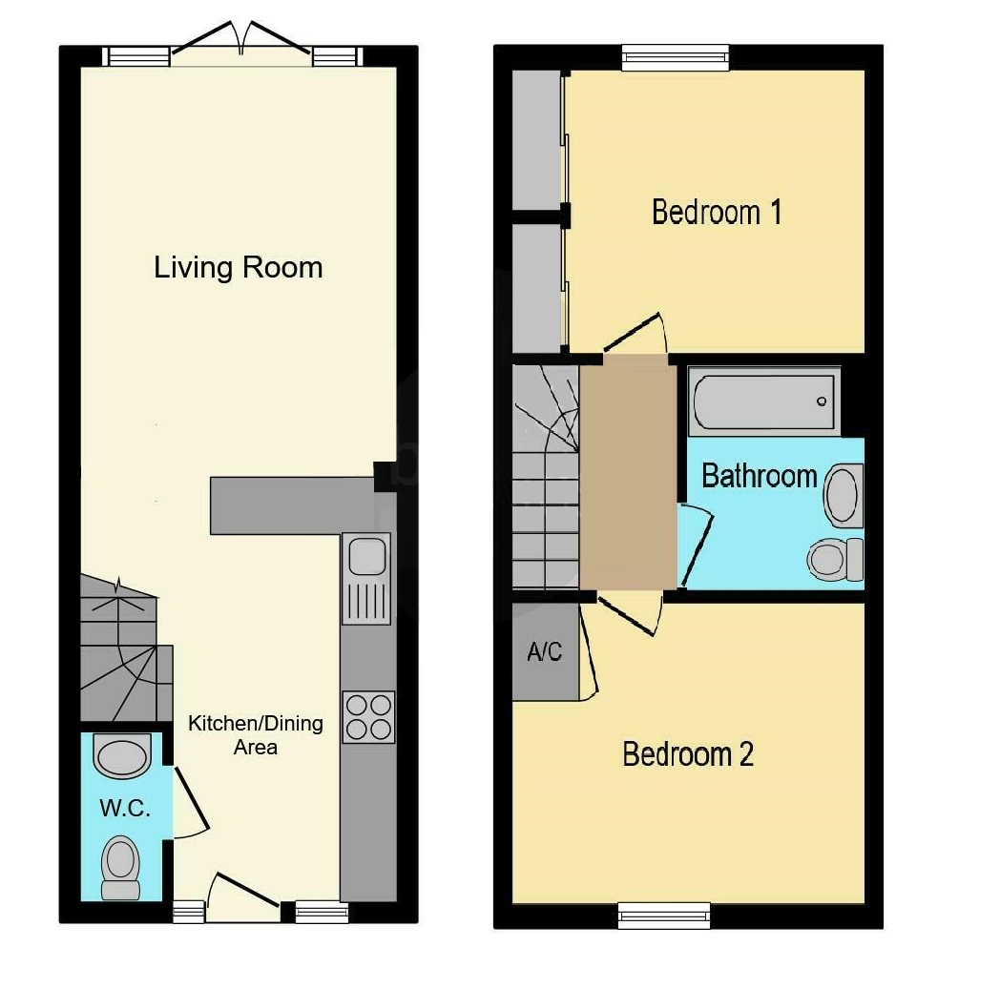 Living Room
Kitchen/Dining
Area
W.C.
Bedroom 1
Bathroom
A/C
Bedroom 2